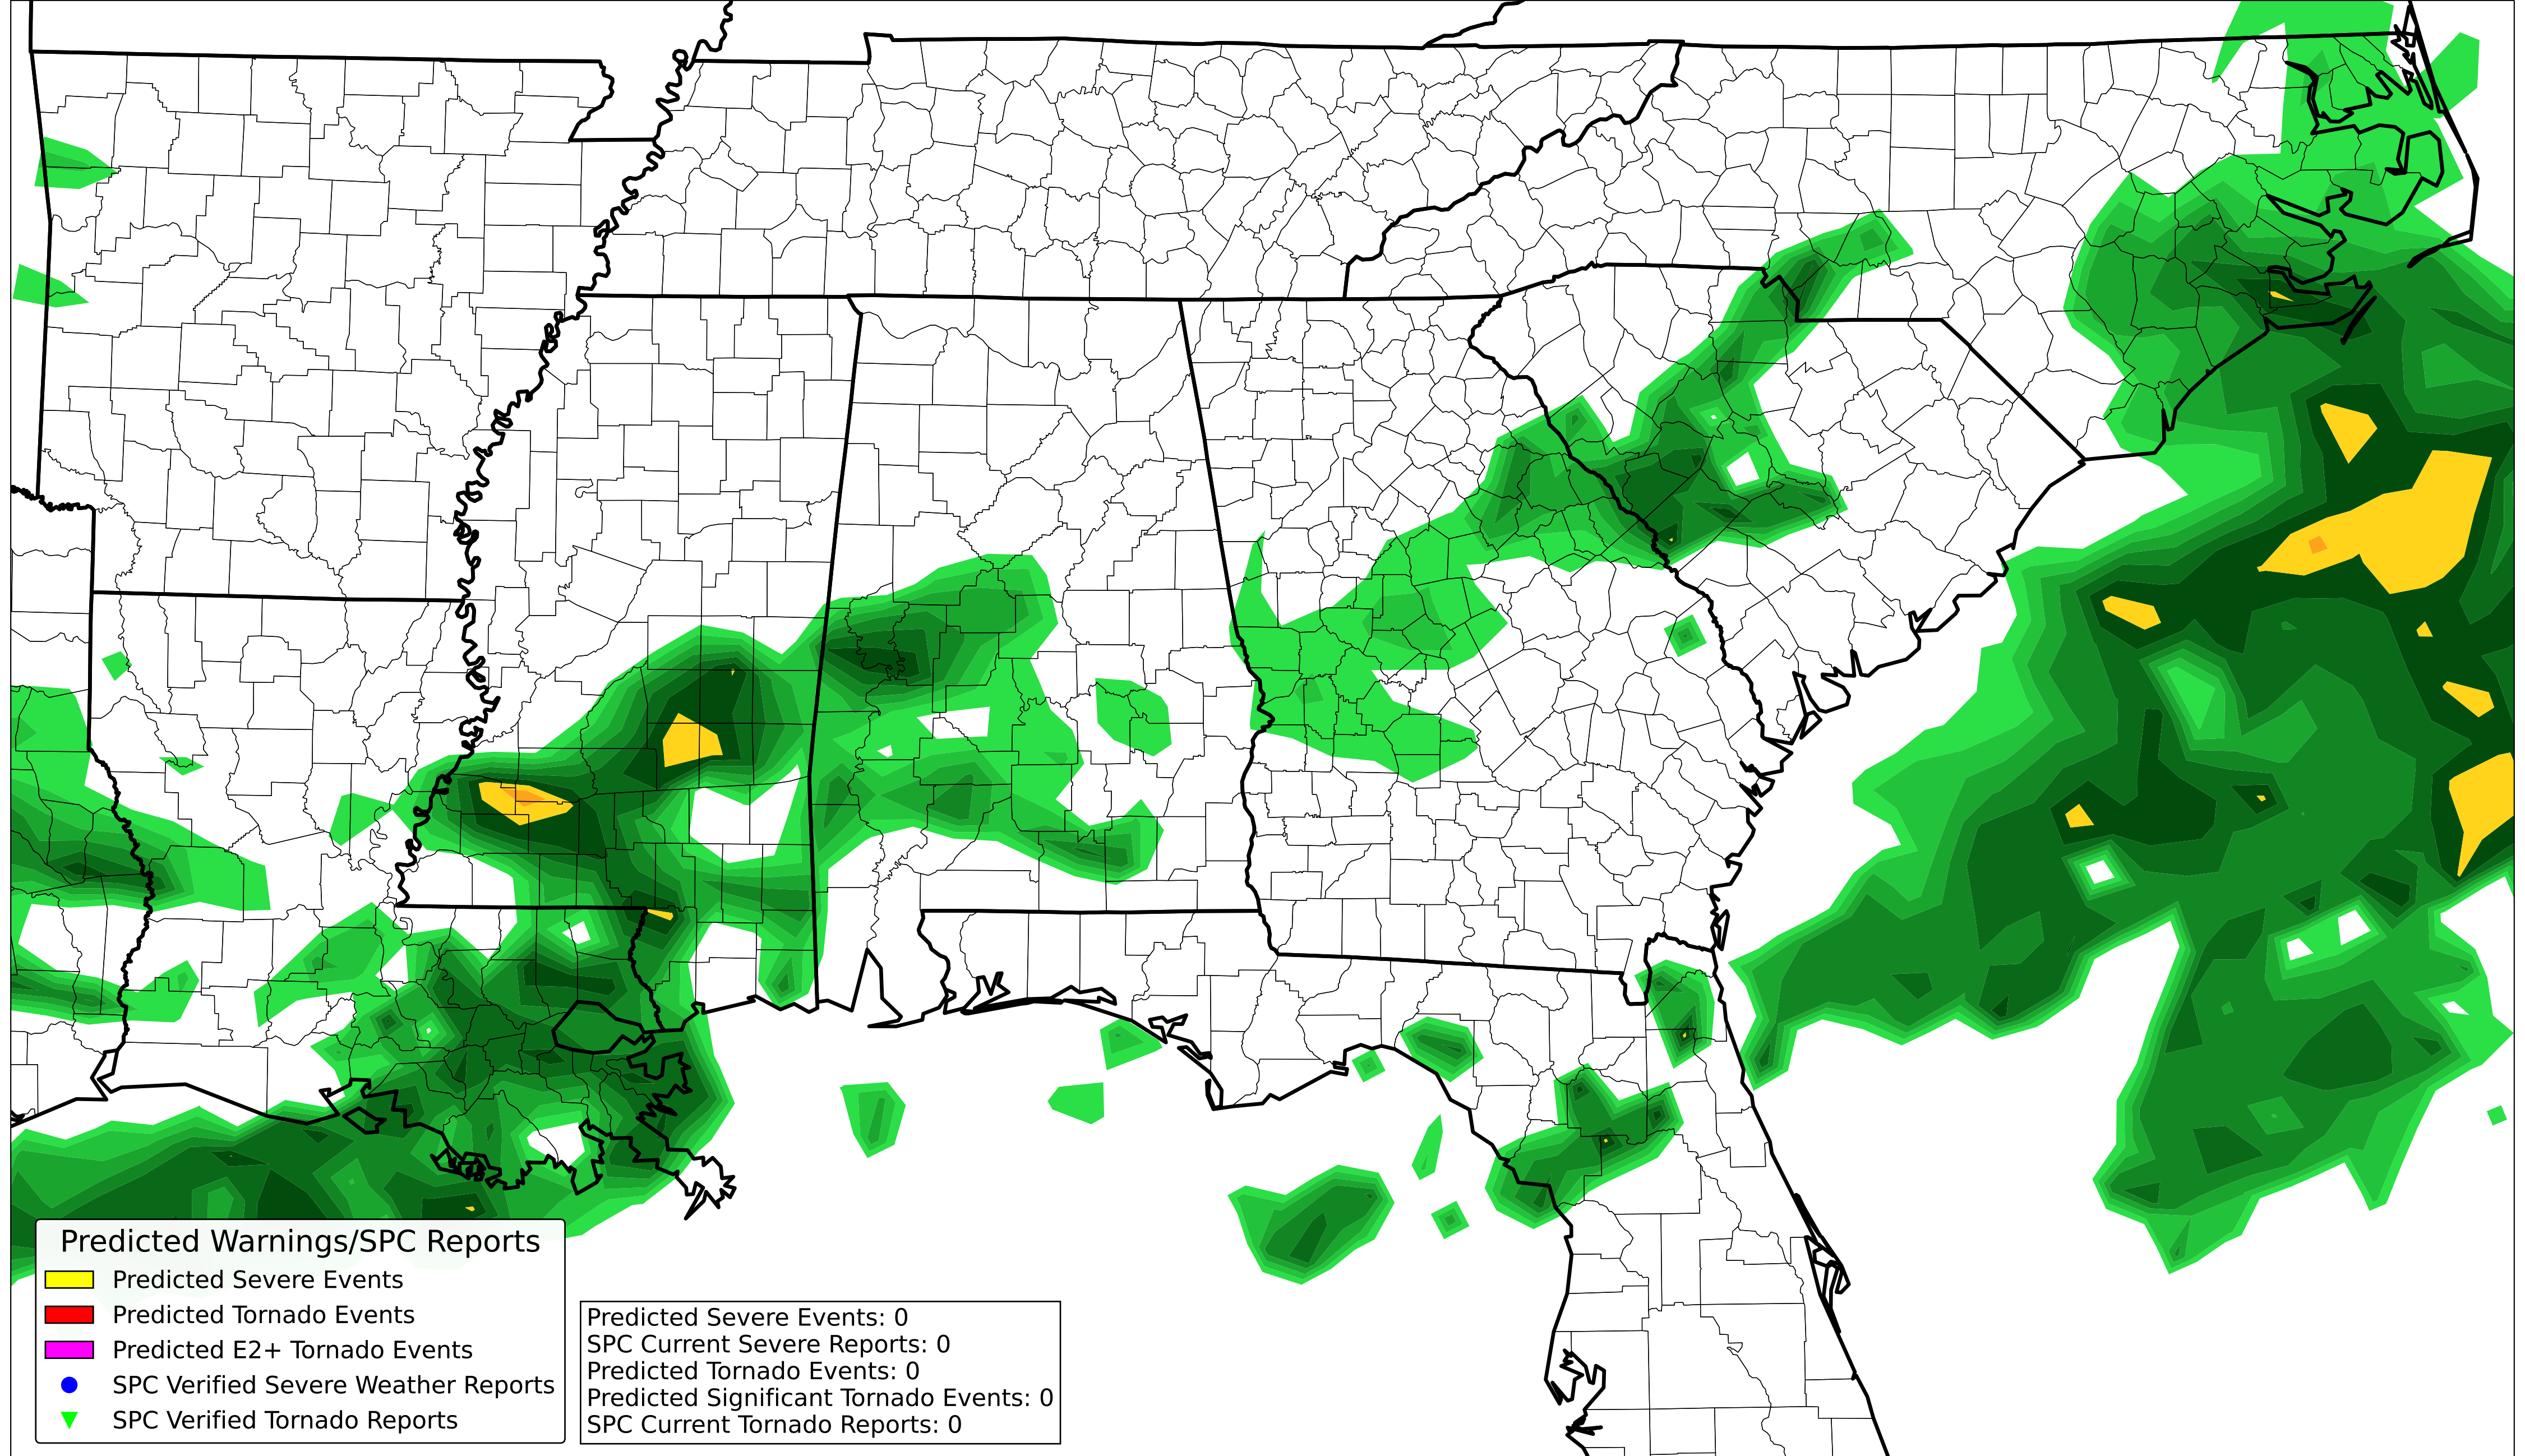 Predicted Warnings/SPC Reports
Predicted Severe Events
Predicted Tornado Events
Predicted E2+ Tornado Events
SPC Verified Severe Weather Reports
SPC Verified Tornado Reports
Predicted Severe Events: 0
SPC Current Severe Reports: 0
Predicted Tornado Events: 0
Predicted Significant Tornado Events: 0
SPC Current Tornado Reports: 0